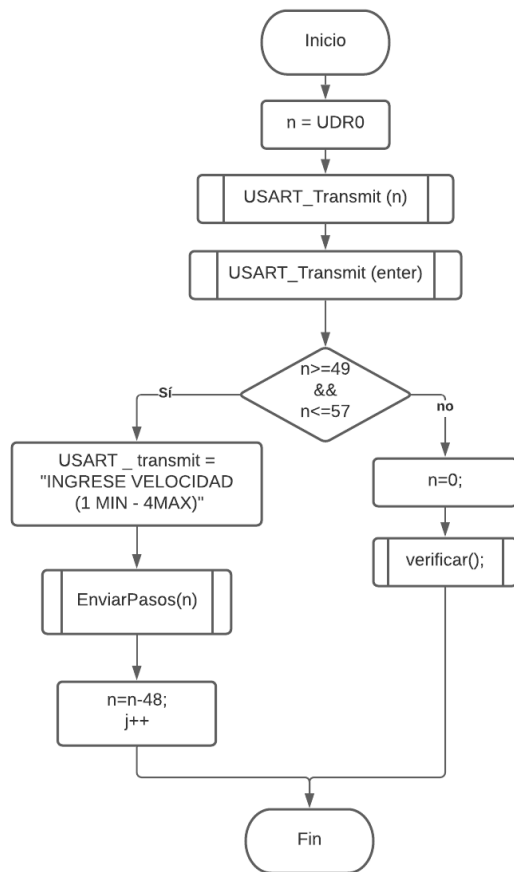 Inicio
n = UDR0
USART_Transmit (n)
USART_Transmit (enter)
n>=49
&&
n<=57
Sí
no
USART _ transmit =
"INGRESE VELOCIDAD
(1 MIN - 4MAX)"
n=0;
EnviarPasos(n)
verificar();
n=n-48;
j++
Fin